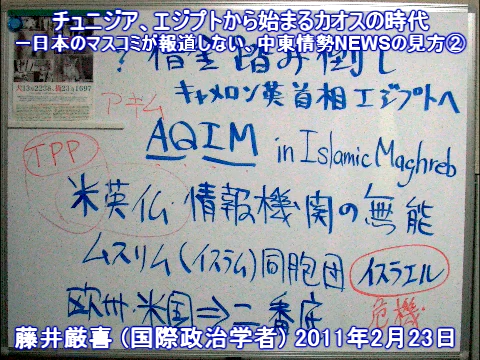 チュニジア、エジプトから始まるカオスの時代
ー日本のマスコミが報道しない、中東情勢NEWSの見方②
? 借金踏み倒し
キャメロン英首相エジプトへ
アキム
AQIM in Islamic Maghreb
TPP
米英仏・情報機関の無能
ムスリム(イスラム)同胞団 イスラエル
欧州・米国⇒二番底 危機
藤井厳喜(国際政治学者)2011年2月23日